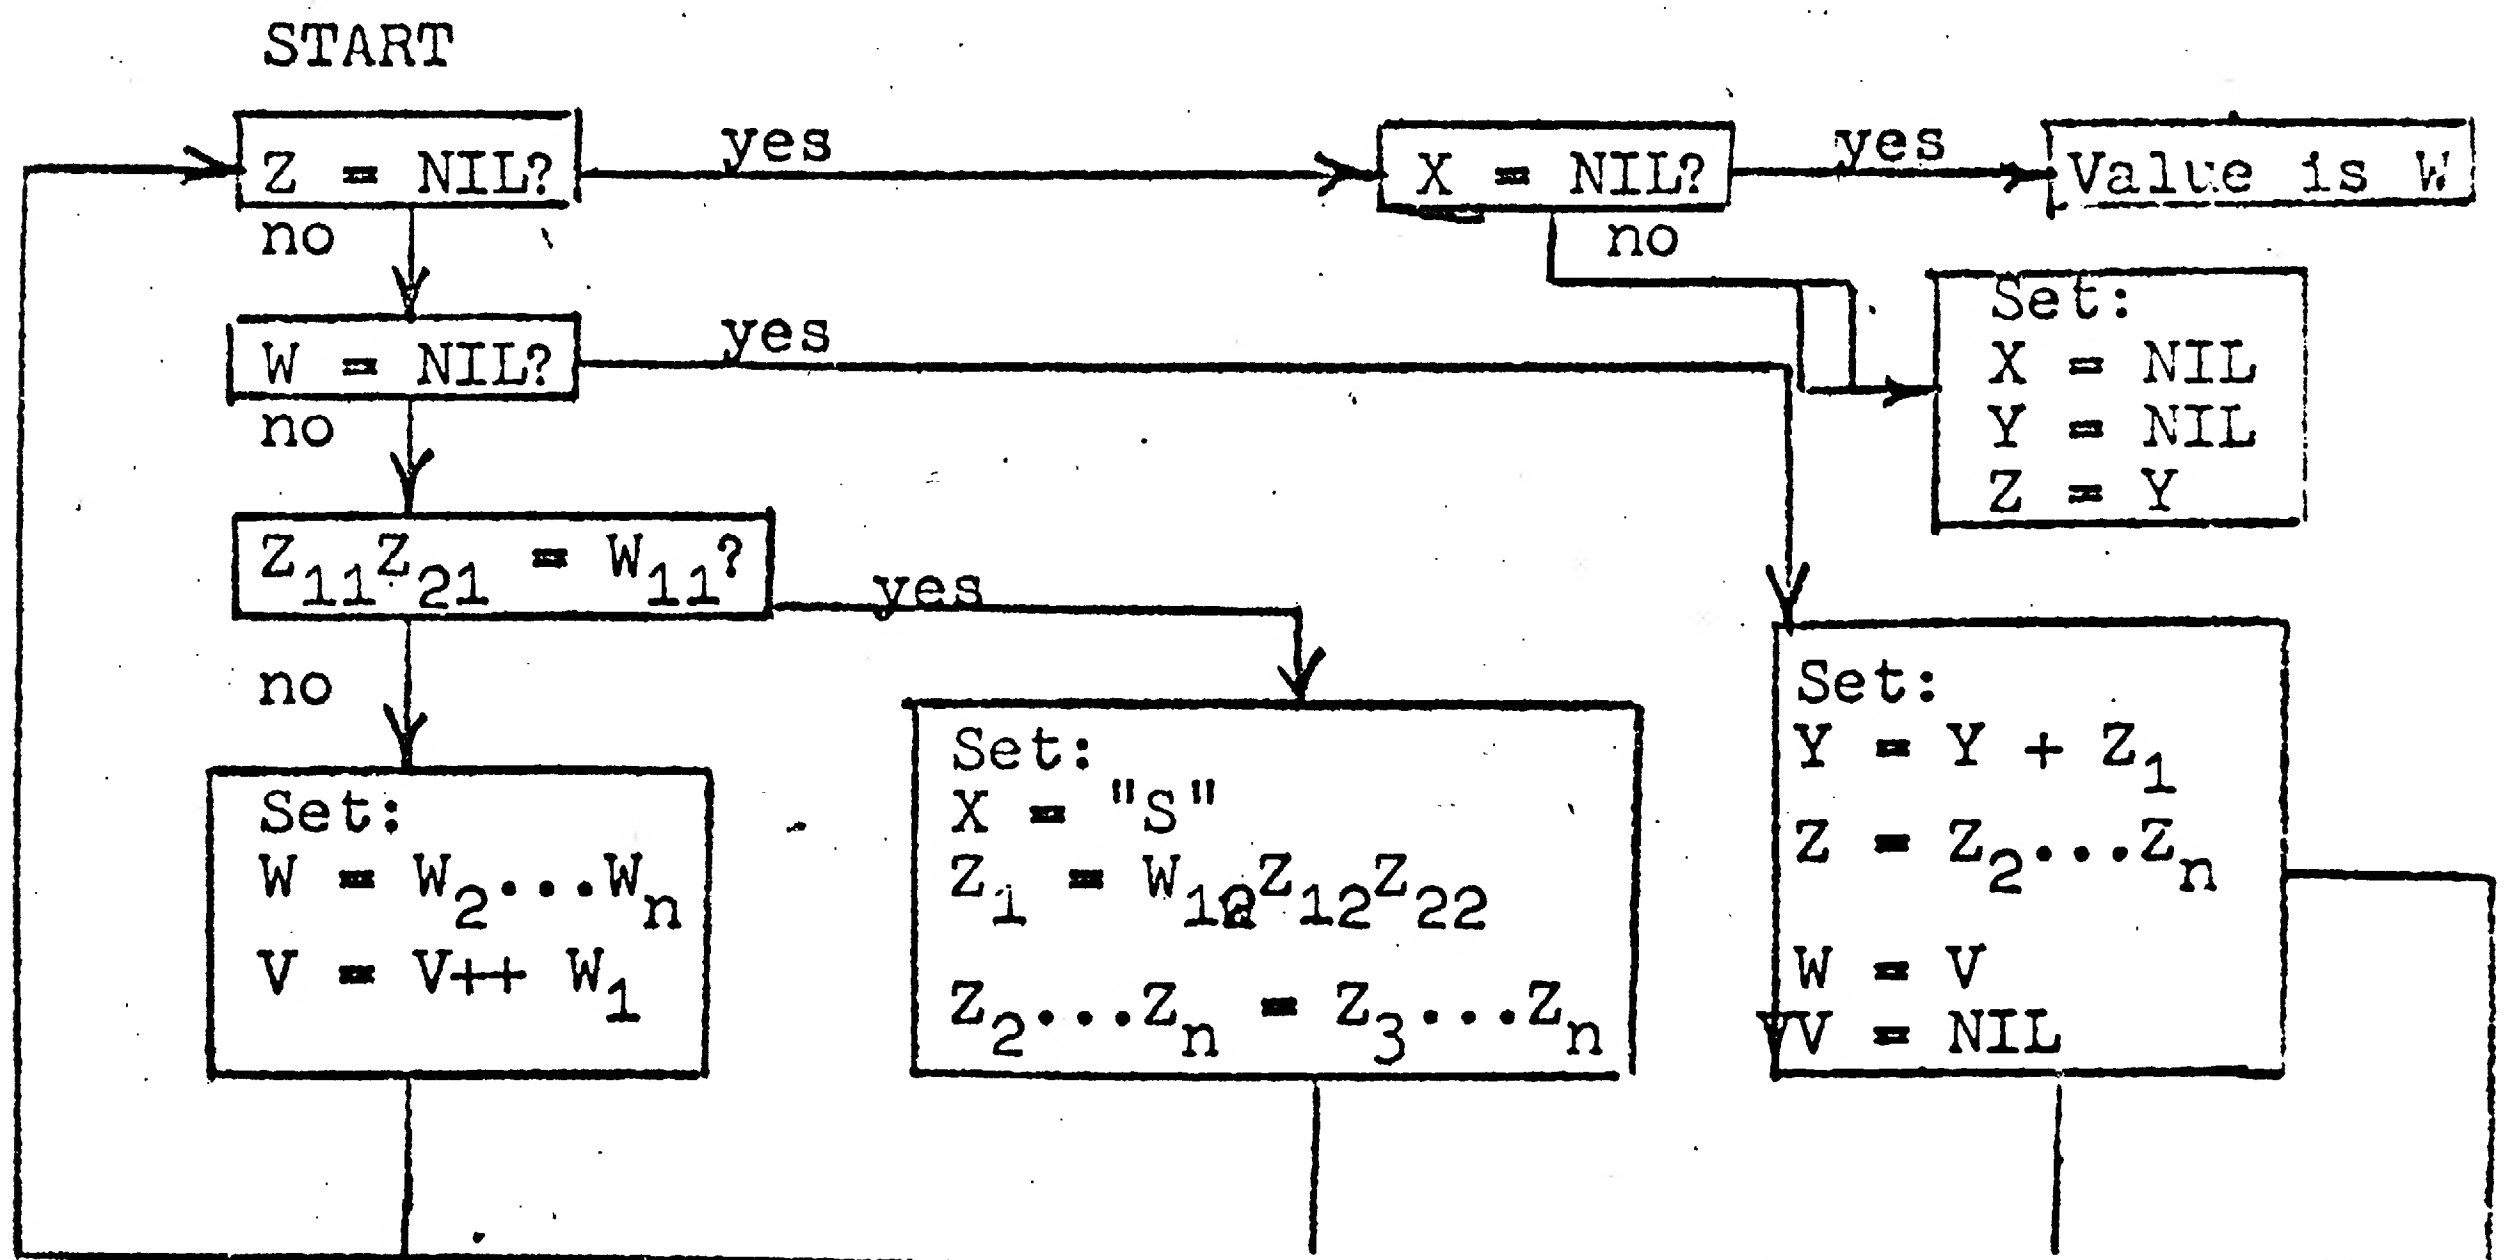 START
Z = NIL?
yes
X = NIL?
yes
Value is W
no
no
W = NIL?
yes
Set:
X = NIL
Y = NIL
Z = Y
no
Z11Z21 = W11?
yes
no
Set:
W = W2...Wn
V = V++ W1
Set:
X = "S"
Z1 = W12Z12Z22
Z2...Zn = Z3...Zn
Set:
Y = Y + Z1
Z = Z2...Zn
W = V
V = NIL